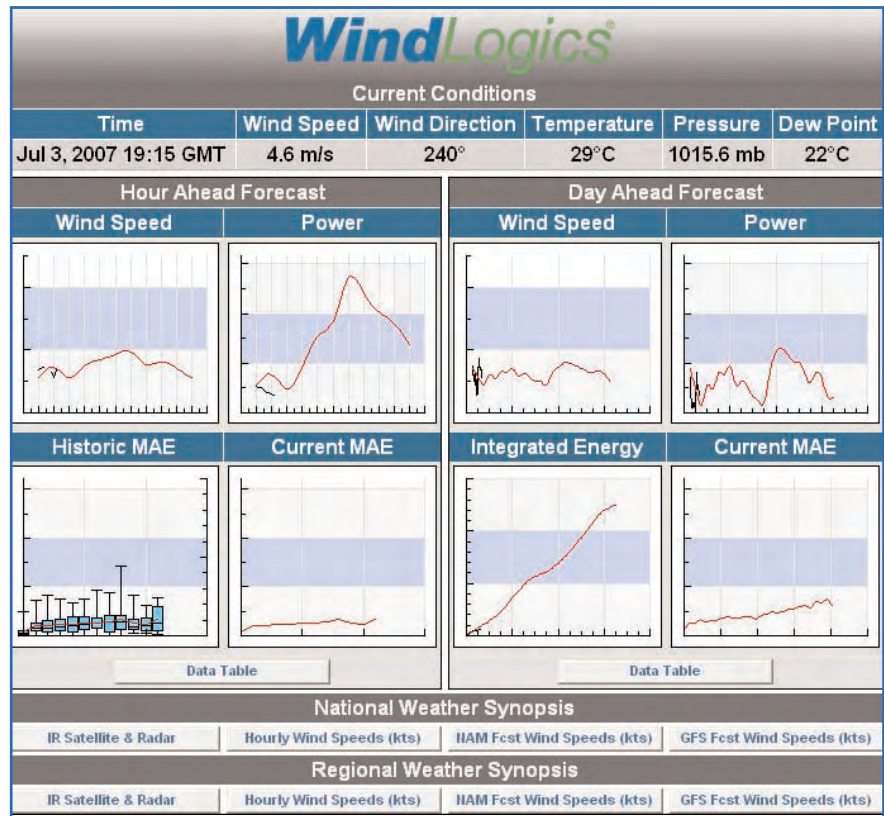 WindLogics
Current Conditions
Time Wind Speed Wind Direction Temperature Pressure Dew Point
Jul 3, 2007 19:15 GMT 4.6 m/s 240° 29°C 1015.6 mb 22°C
Hour Ahead Forecast
Wind Speed Power
Historic MAE Current MAE
Data Table
Day Ahead Forecast
Wind Speed Power
Integrated Energy Current MAE
Data Table
National Weather Synopsis
IR Satellite & Radar Hourly Wind Speeds (kts) NAM Fcst Wind Speeds (kts) GFS Fcst Wind Speeds (kts)
Regional Weather Synopsis
IR Satellite & Radar Hourly Wind Speeds (kts) NAM Fcst Wind Speeds (kts) GFS Fcst Wind Speeds (kts)